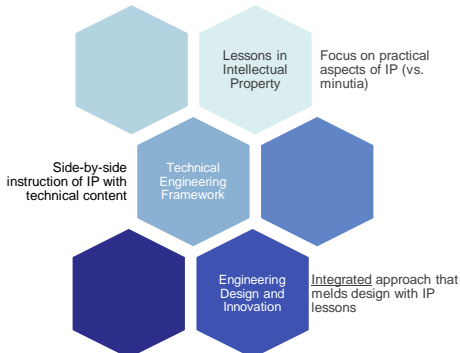 Lessons in
Intellectual
Property
Focus on practical
aspects of IP (vs.
minutia)
Side-by-side
instruction of IP with
technical content
Technical
Engineering
Framework
Engineering
Design and
Innovation
Integrated approach that
melds design with IP
lessons